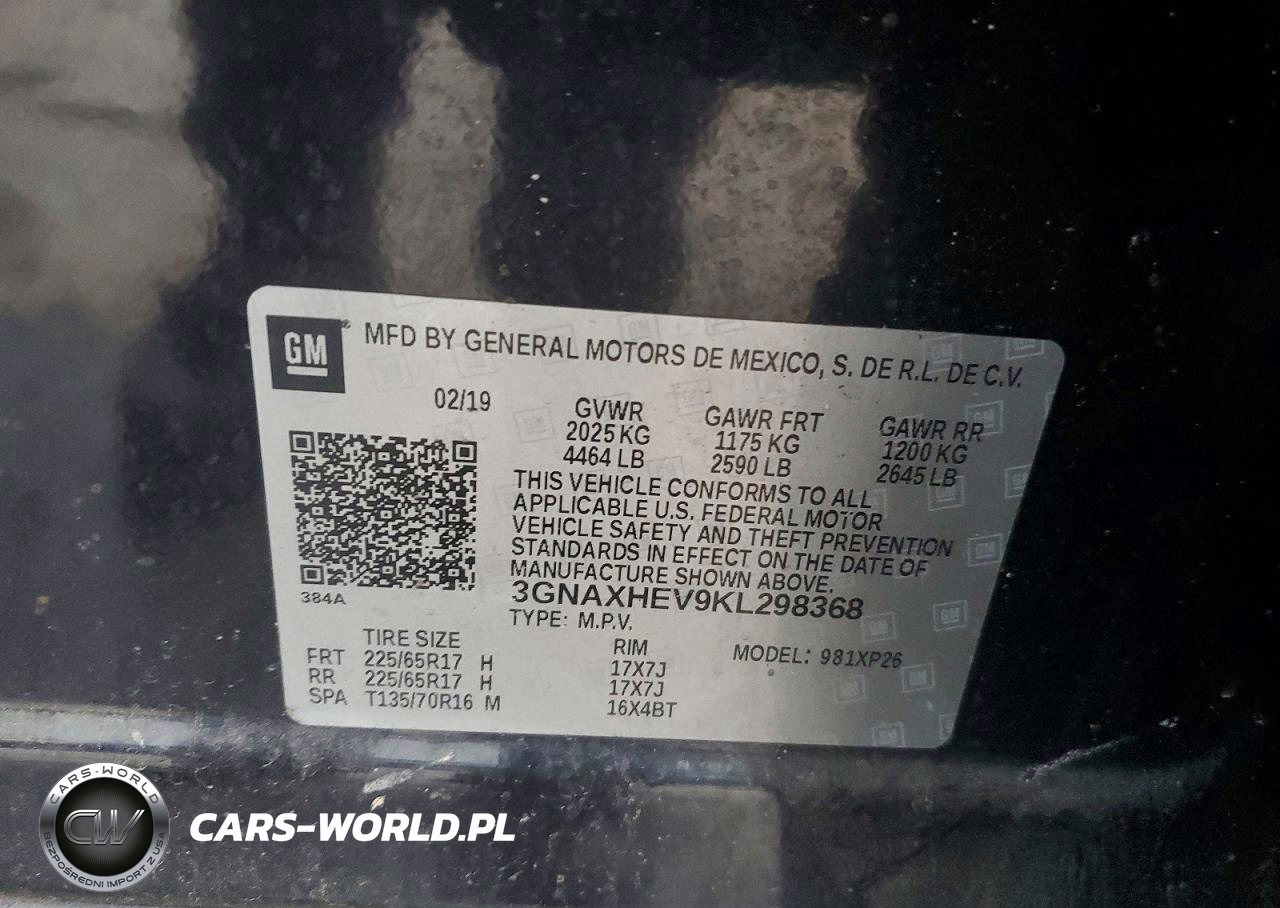 GM
MFD BY GENERAL MOTORS DE MEXICO, S. DE R.L. DE C.V.
02/19
GVWR GAWR FRT GAWR RR
2025 KG 1175 KG 1200 KG
4464 LB 2590 LB 2645 LB
THIS VEHICLE CONFORMS TO ALL
APPLICABLE U.S. FEDERAL MOTOR
VEHICLE SAFETY AND THEFT PREVENTION
STANDARDS IN EFFECT ON THE DATE OF
MANUFACTURE SHOWN ABOVE.
384A
3GNAXHEV9KL298368
TYPE: M.P.V.
TIRE SIZE RIM MODEL: 981XP26
FRT 225/65R17 H 17X7J
RR 225/65R17 H 17X7J
SPA T135/70R16 M 16X4BT
CARS-WORLD
CW
BEZPOŚREDNI IMPORT Z USA
CARS-WORLD.PL